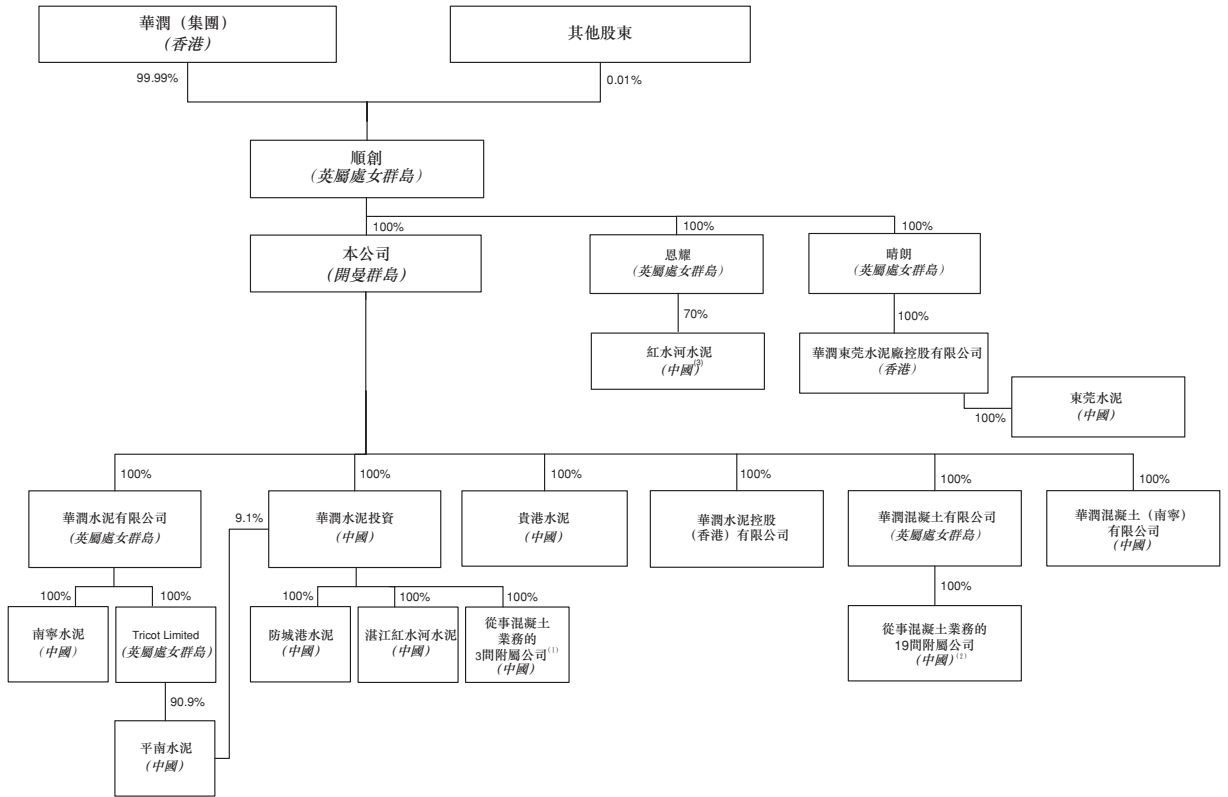 華潤（集團）
（香港）
其他股東
99.99%
0.01%
順創
（英屬處女群島）
100%
100%
100%
本公司
（開曼群島）
恩耀
（英屬處女群島）
晴朗
（英屬處女群島）
70%
100%
紅水河水泥
（中國）(3)
華潤東莞水泥廠控股有限公司
（香港）
100%
東莞水泥
（中國）
100%
100%
100%
100%
100%
100%
華潤水泥有限公司
（英屬處女群島）
9.1%
華潤水泥投資
（中國）
貴港水泥
（中國）
華潤水泥控股
（香港）有限公司
華潤混凝土有限公司
（英屬處女群島）
華潤混凝土（南寧）
有限公司
（中國）
100%
100%
100%
100%
100%
100%
南寧水泥
（中國）
Tricot Limited
（英屬處女群島）
防城港水泥
（中國）
湛江紅水河水泥
（中國）
從事混凝土
業務的
3間附屬公司(1)
（中國）
從事混凝土業務的
19間附屬公司
（中國）(2)
90.9%
平南水泥
（中國）